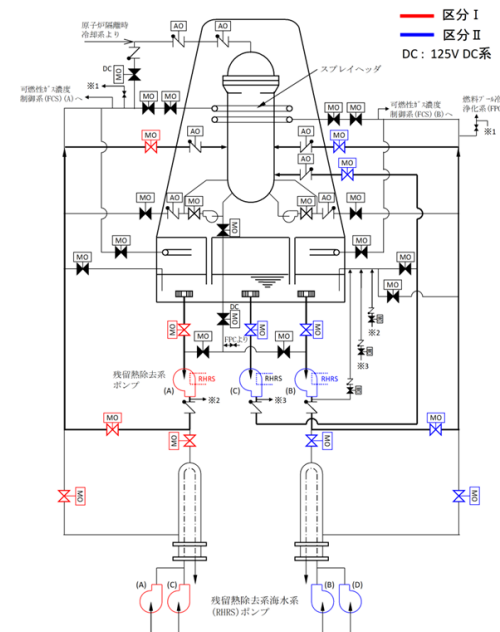 区分Ⅰ
区分Ⅱ
DC : 125V DC系
原子炉隔離時
冷却系より
AO
AO
DC
MO
スプレイヘッダ
※1
可燃性ガス濃度
制御系(FCS)(A)へ
MO
MO
MO
MO
可燃性ガス濃度
制御系(FCS)(B)へ
燃料プール冷
浄化系(FPC
※1
MO
AO
AO
MO
AO
MO
MO
AO
MO
MO
AO
MO
MO
MO
MO
MO
MO
MO
DC
MO
※2
※3
MO
MO
FPCより
MO
MO
MO
残留熱除去系
ポンプ
RHRS
(A)
RHRS
(C)
RHRS
(B)
※2
※3
MO
MO
MO
MO
MO
MO
(A)
(C)
残留熱除去系海水系
(RHRS)ポンプ
(B)
(D)